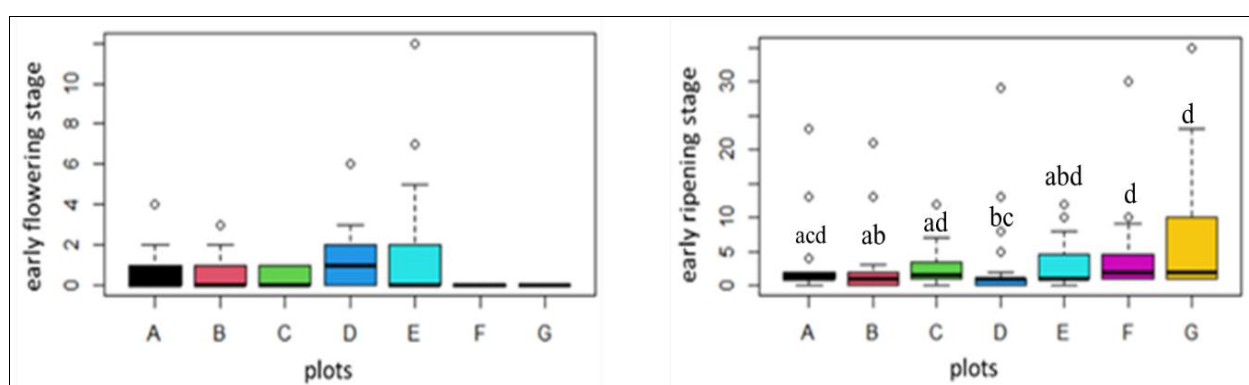 early flowering stage
10
8
6
4
2
0
A B C D E F G
plots
early ripening stage
30
20
10
5
0
acd ab ad bc abd d d
A B C D E F G
plots